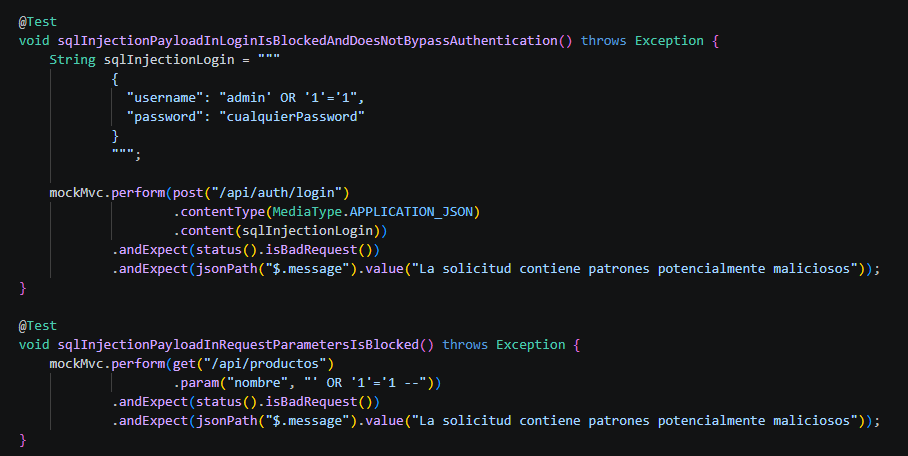 @Test
void sqlInjectionPayloadInLoginIsBlockedAndDoesNotBypassAuthentication() throws Exception {
    String sqlInjectionLogin = """
            {
              "username": "admin' OR '1'='1",
              "password": "cualquierPassword"
            }
            """;

    mockMvc.perform(post("/api/auth/login")
                    .contentType(MediaType.APPLICATION_JSON)
                    .content(sqlInjectionLogin))
            .andExpect(status().isBadRequest())
            .andExpect(jsonPath("$.message").value("La solicitud contiene patrones potencialmente maliciosos"));
}

@Test
void sqlInjectionPayloadInRequestParametersIsBlocked() throws Exception {
    mockMvc.perform(get("/api/productos")
                    .param("nombre", "' OR '1'='1 --"))
            .andExpect(status().isBadRequest())
            .andExpect(jsonPath("$.message").value("La solicitud contiene patrones potencialmente maliciosos"));
}